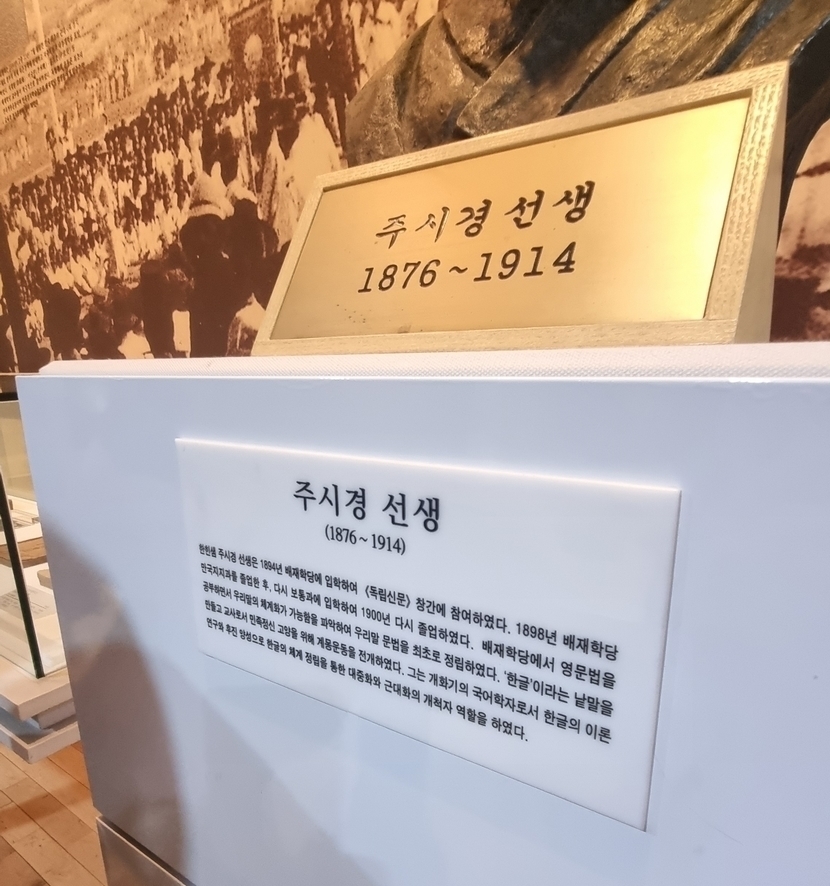 주시경 선생
1876~1914
주시경 선생
(1876~1914)
한힌샘 주시경 선생은 1894년 배재학당에 입학하여 《독립신문》 창간에 참여하였다. 1898년 배재학당
만국지지과를 졸업한 후, 다시 보통과에 입학하여 1900년 다시 졸업하였다. 배재학당에서 영문법을
공부하면서 우리말의 체계화가 가능함을 파악하여 우리말 문법을 최초로 정립하였다. '한글'이라는 낱말을
만들고 교사로서 민족정신 고양을 위해 계몽운동을 전개하였다. 그는 개화기의 국어학자로서 한글의 이론
연구와 후진 양성으로 한글의 체계 정립을 통한 대중화와 근대화의 개척자 역할을 하였다.